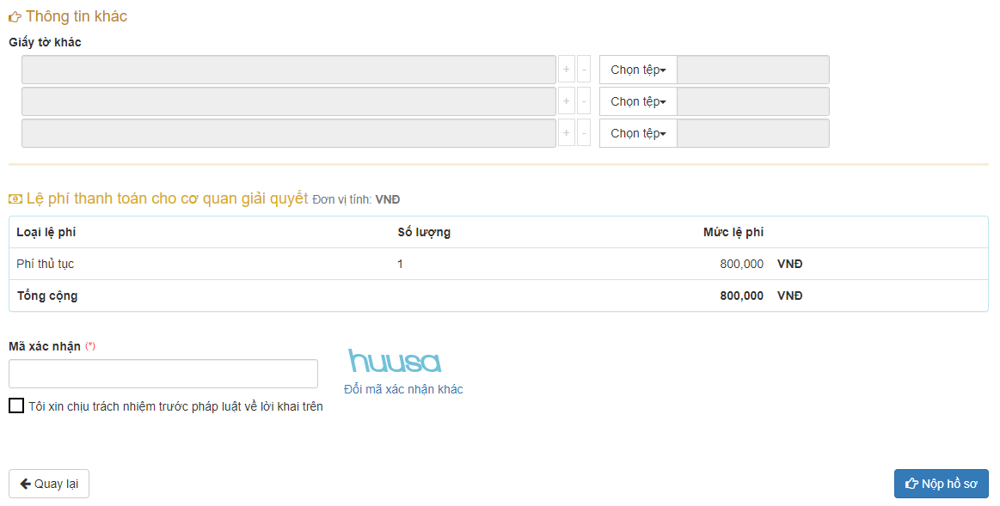 Thông tin khác
Giấy tờ khác
+ - Chọn tệp
+ - Chọn tệp
+ - Chọn tệp
Lệ phí thanh toán cho cơ quan giải quyết Đơn vị tính: VNĐ
Loại lệ phí Số lượng Mức lệ phí
Phí thủ tục 1 800,000 VNĐ
Tổng cộng 800,000 VNĐ
Mã xác nhận (*)
huusa
Đổi mã xác nhận khác
Tôi xin chịu trách nhiệm trước pháp luật về lời khai trên
Quay lại Nộp hồ sơ